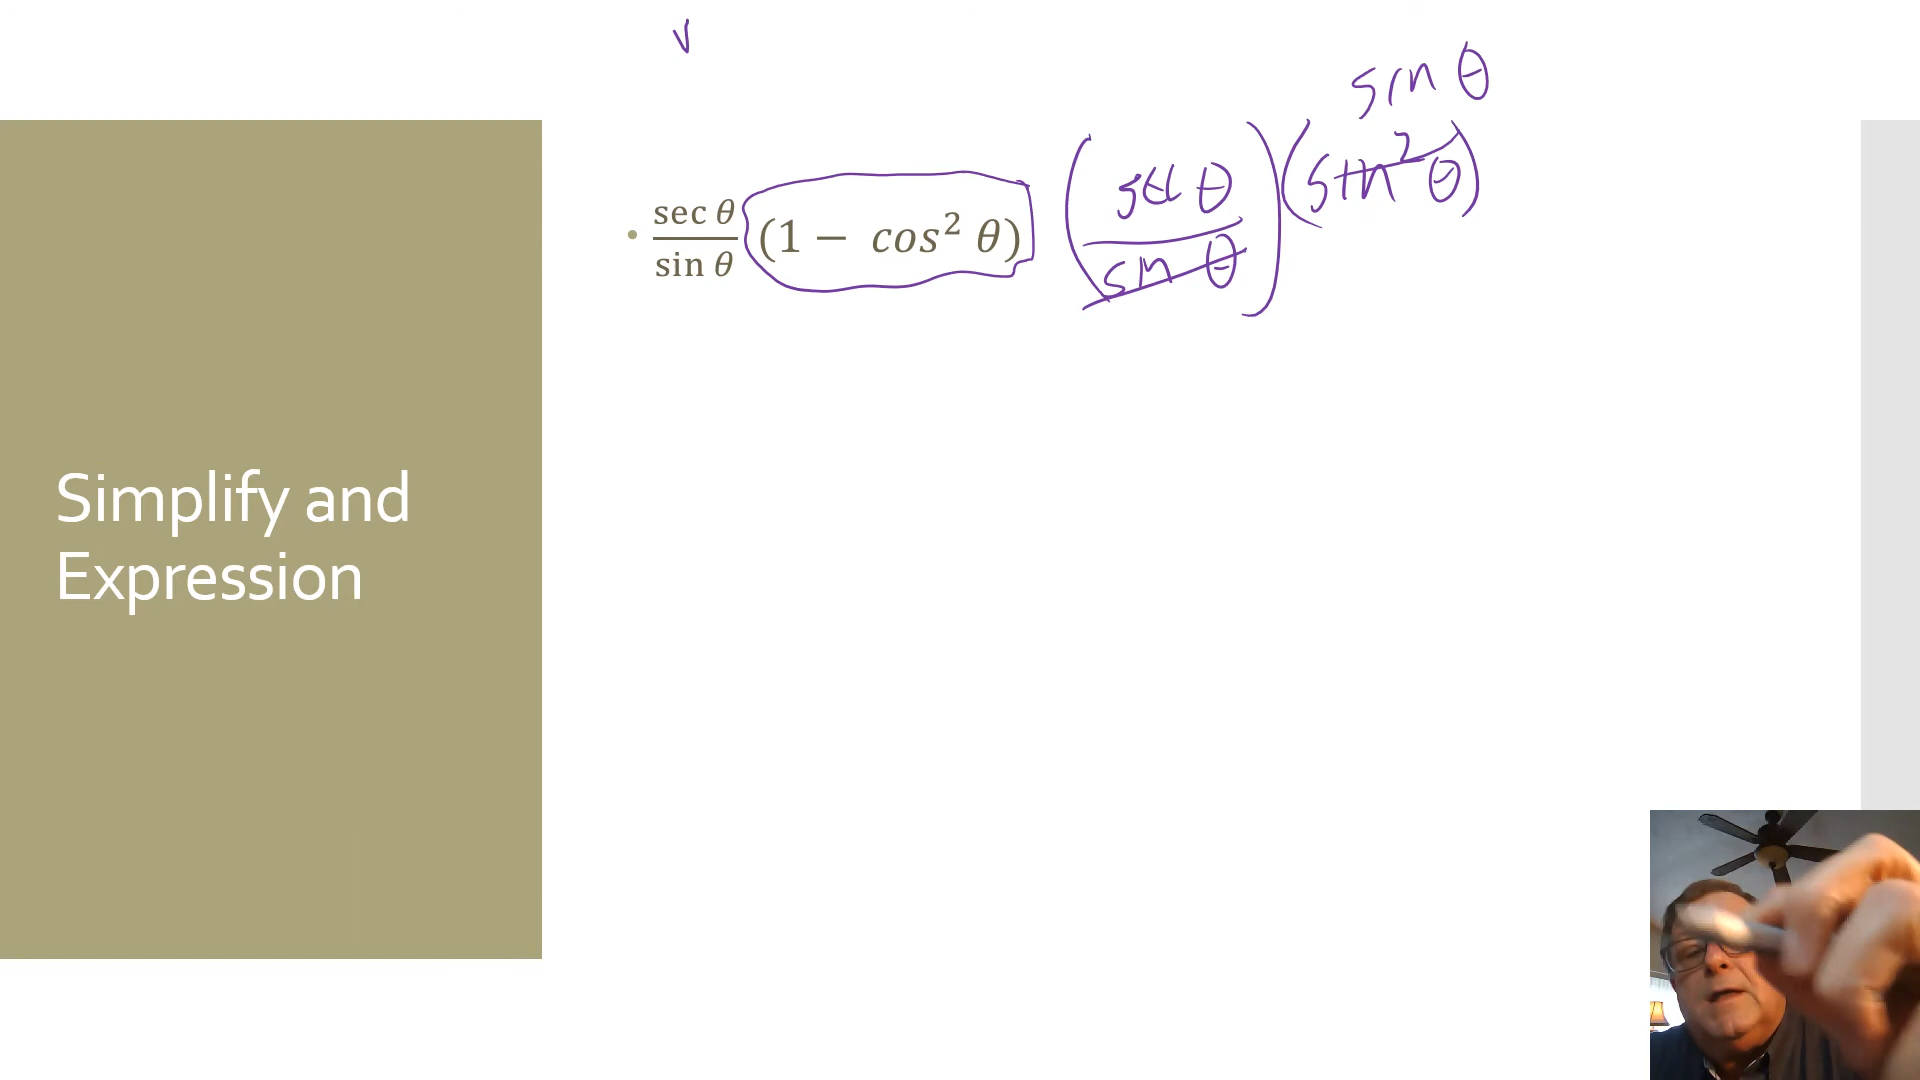 Simplify and
Expression
• sec θ / sin θ (1 − cos² θ)
(sec θ / sin θ)(sin² θ)
sin θ